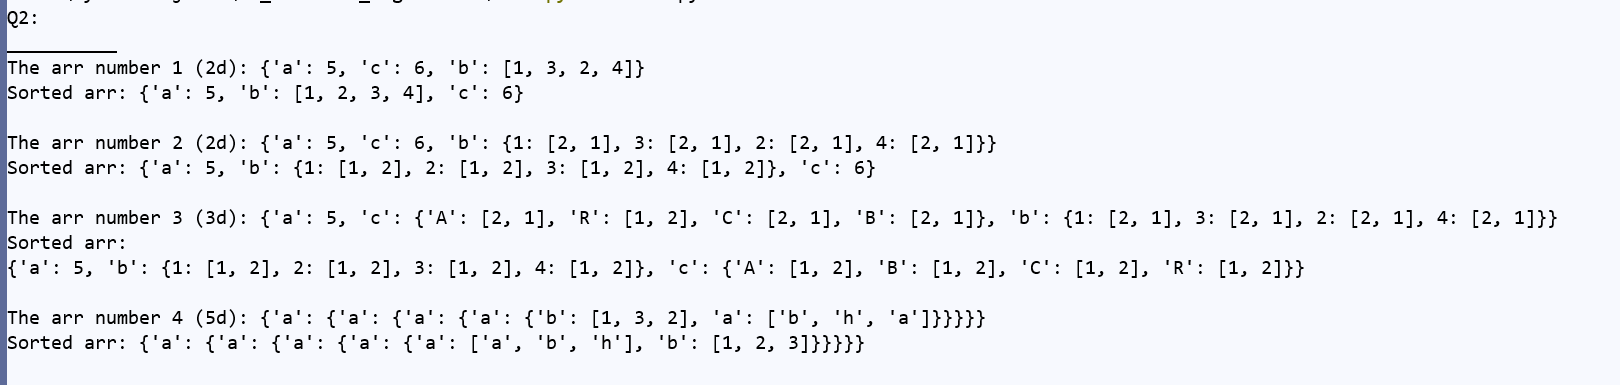 Q2:
__________
The arr number 1 (2d): {'a': 5, 'c': 6, 'b': [1, 3, 2, 4]}
Sorted arr: {'a': 5, 'b': [1, 2, 3, 4], 'c': 6}
The arr number 2 (2d): {'a': 5, 'c': 6, 'b': {1: [2, 1], 3: [2, 1], 2: [2, 1], 4: [2, 1]}}
Sorted arr: {'a': 5, 'b': {1: [1, 2], 2: [1, 2], 3: [1, 2], 4: [1, 2]}, 'c': 6}
The arr number 3 (3d): {'a': 5, 'c': {'A': [2, 1], 'R': [1, 2], 'C': [2, 1], 'B': [2, 1]}, 'b': {1: [2, 1], 3: [2, 1], 2: [2, 1], 4: [2, 1]}}
Sorted arr:
{'a': 5, 'b': {1: [1, 2], 2: [1, 2], 3: [1, 2], 4: [1, 2]}, 'c': {'A': [1, 2], 'B': [1, 2], 'C': [1, 2], 'R': [1, 2]}}
The arr number 4 (5d): {'a': {'a': {'a': {'a': {'b': [1, 3, 2], 'a': ['b', 'h', 'a']}}}}}
Sorted arr: {'a': {'a': {'a': {'a': {'a': ['a', 'b', 'h'], 'b': [1, 2, 3]}}}}}